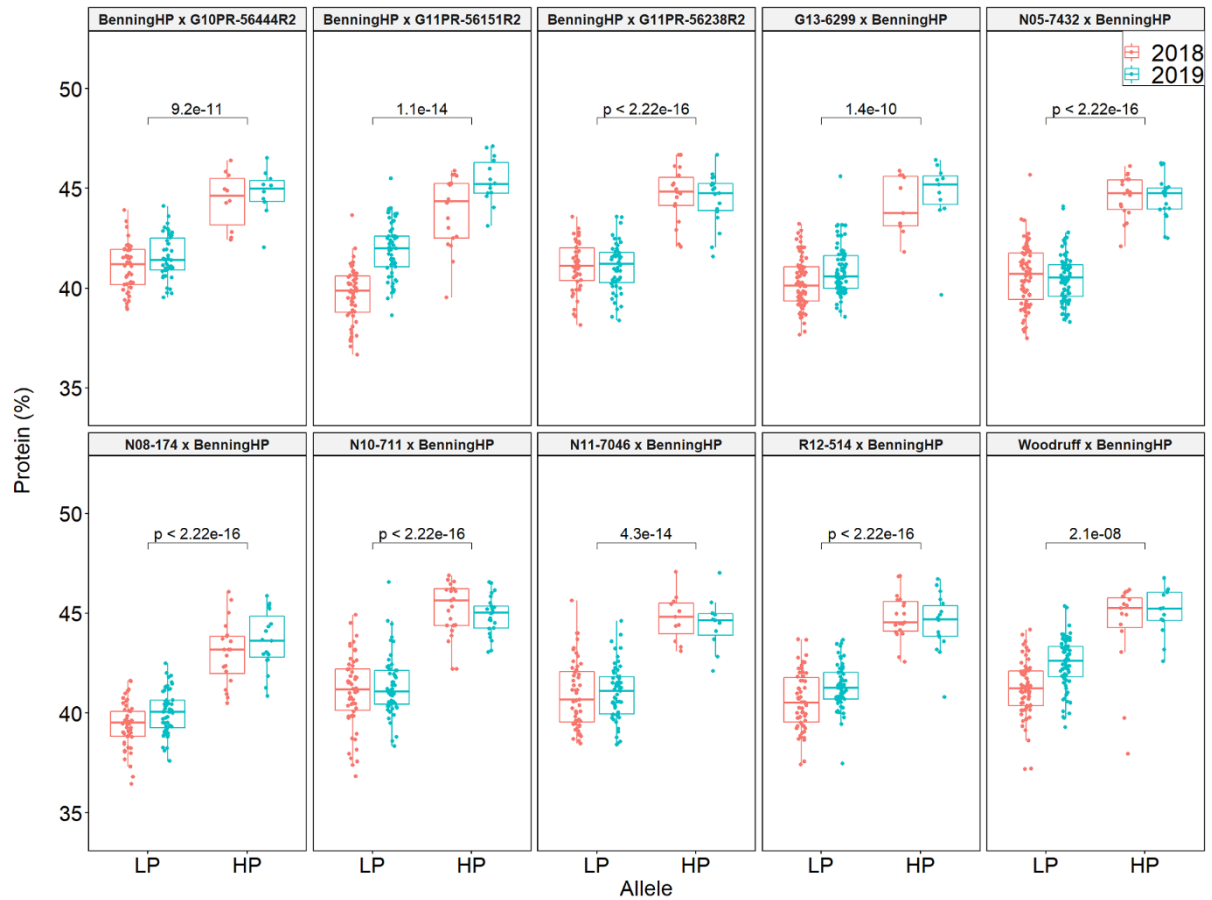 BenningHP x G10PR-56444R2
BenningHP x G11PR-56151R2
BenningHP x G11PR-56238R2
G13-6299 x BenningHP
N05-7432 x BenningHP
2018
2019
50
45
40
35
9.2e-11
1.1e-14
p < 2.22e-16
1.4e-10
p < 2.22e-16
Protein (%)
N08-174 x BenningHP
N10-711 x BenningHP
N11-7046 x BenningHP
R12-514 x BenningHP
Woodruff x BenningHP
50
45
40
35
p < 2.22e-16
p < 2.22e-16
4.3e-14
p < 2.22e-16
2.1e-08
LP HP
LP HP
LP HP
LP HP
LP HP
Allele